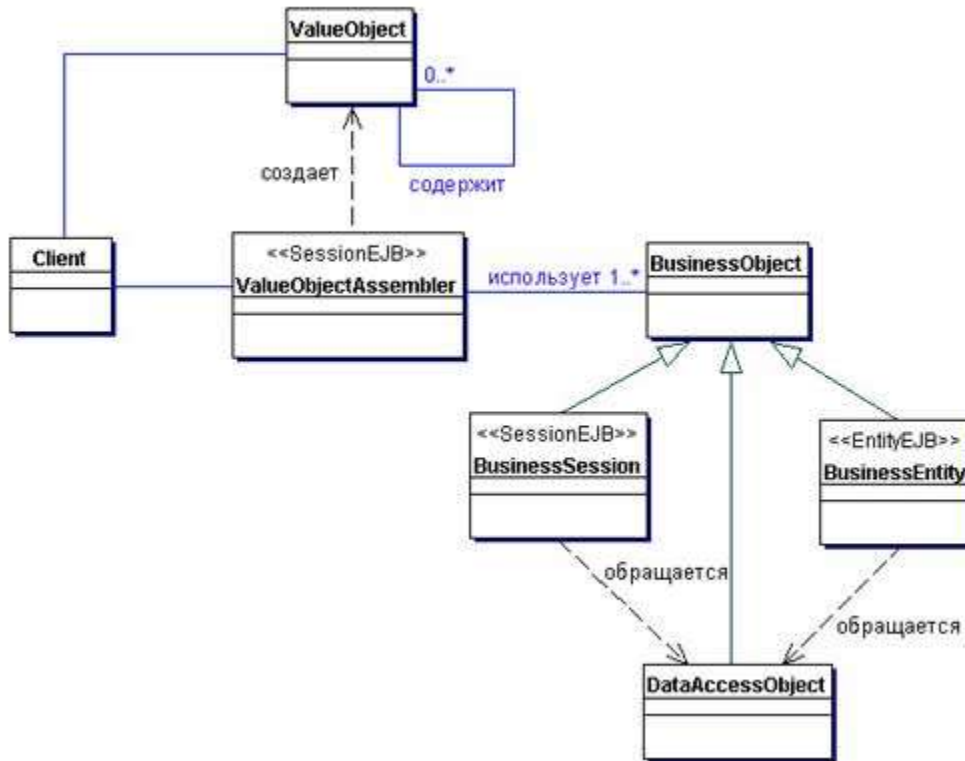 ValueObject
0..*
создает
содержит
Client
<<SessionEJB>>
ValueObjectAssembler
использует 1..*
BusinessObject
<<SessionEJB>>
BusinessSession
<<EntityEJB>>
BusinessEntity
обращается
обращается
DataAccessObject